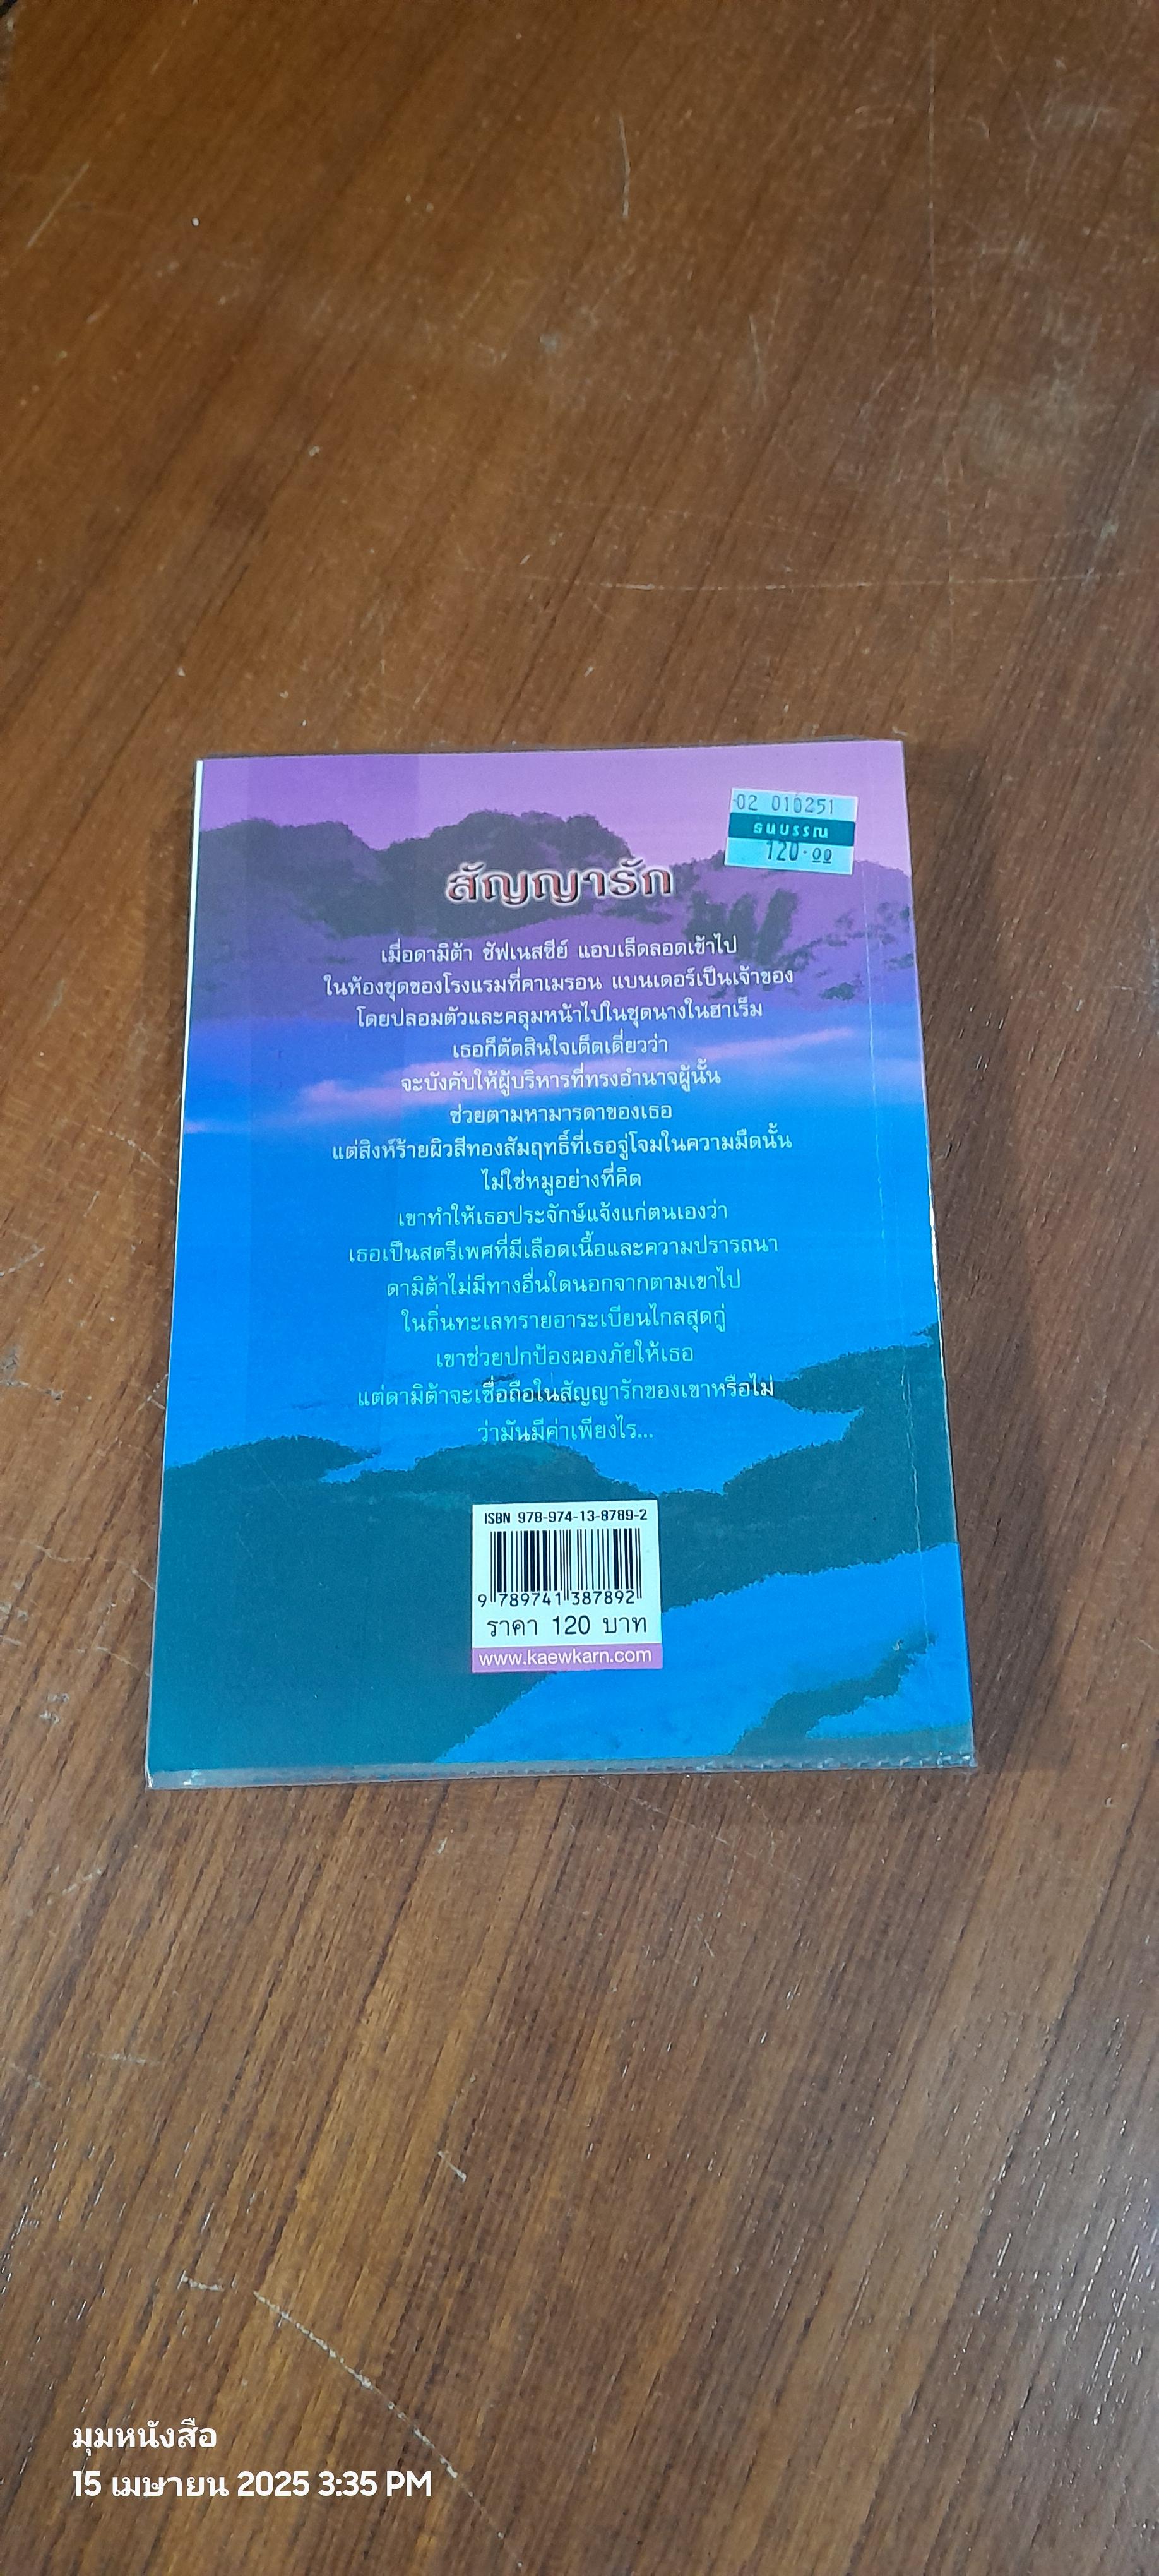 02 010251
ธนบรรณ
120.00
สัญญารัก
เมื่อดามิต้า ชัฟเนสซีย์ แอบเล็ดลอดเข้าไป
ในห้องชุดของโรงแรมที่คาเมรอน แบนเดอร์เป็นเจ้าของ
โดยปลอมตัวและคลุมหน้าไปในชุดนางในฮาเร็ม
เธอก็ตัดสินใจเด็ดเดี่ยวว่า
จะบังคับให้ผู้บริหารที่ทรงอำนาจผู้นั้น
ช่วยตามหามารดาของเธอ
แต่สิงห์ร้ายผิวสีทองสัมฤทธิ์ที่เธอจู่โจมในความมืดนั้น
ไม่ใช่หมูอย่างที่คิด
เขาทำให้เธอประจักษ์แจ้งแก่ตนเองว่า
เธอเป็นสตรีเพศที่มีเลือดเนื้อและความปรารถนา
ดามิต้าไม่มีทางอื่นใดนอกจากตามเขาไป
ในถิ่นทะเลทรายอาระเบียนไกลสุดกู่
เขาช่วยปกป้องผองภัยให้เธอ
แต่ดามิต้าจะเชื่อถือในสัญญารักของเขาหรือไม่
ว่ามันมีค่าเพียงไร...
ISBN 978-974-13-8789-2
9 789741 387892
ราคา 120 บาท
www.kaewkarn.com
มุมหนังสือ
15 เมษายน 2025 3:35 PM